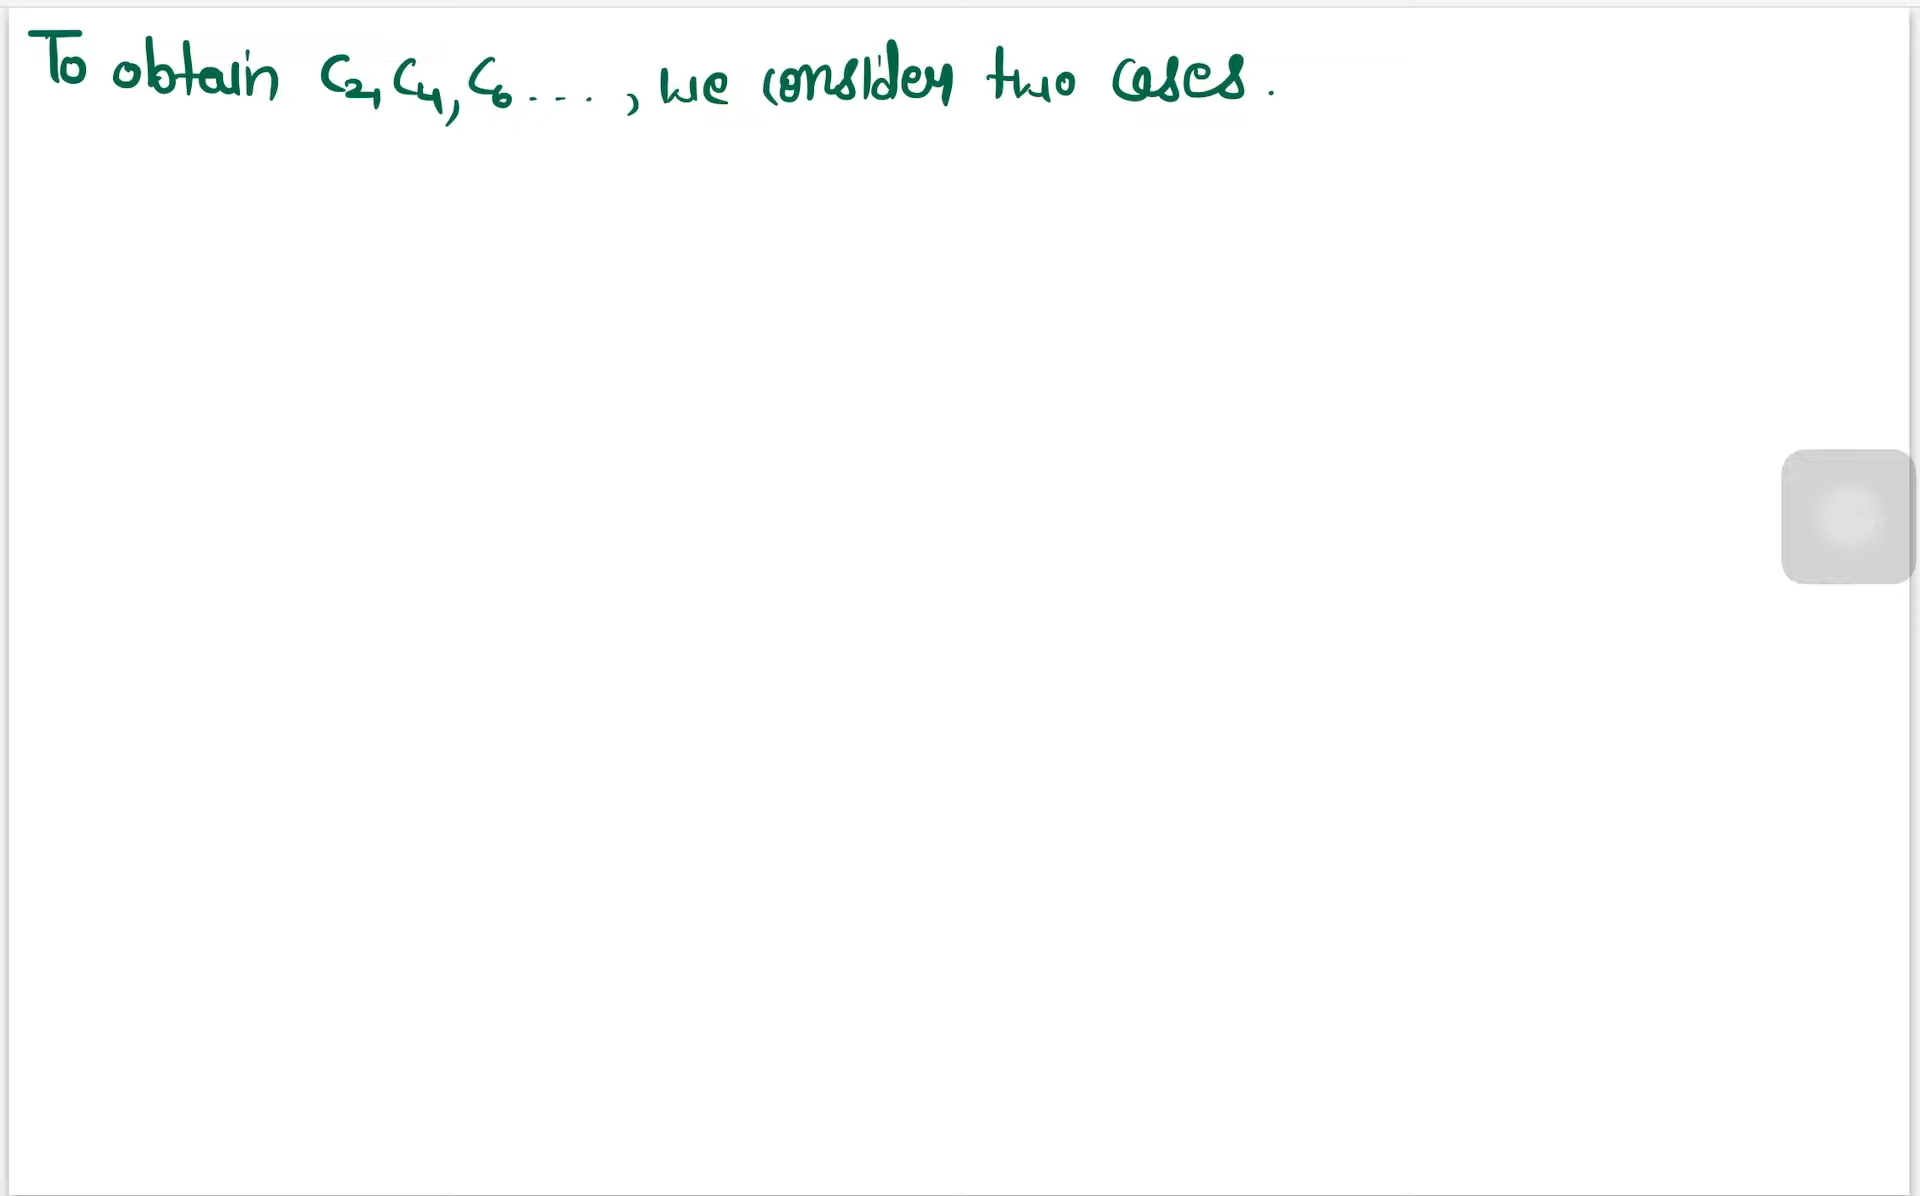 To obtain C₂, C₄, C₆ ...., we consider two cases.